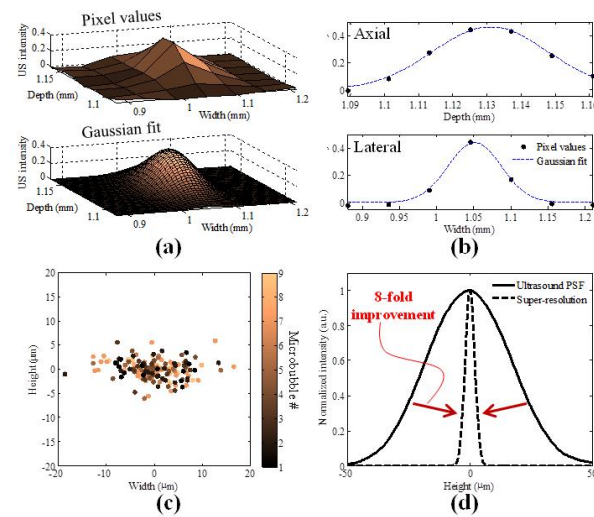 (a)
Pixel values
US intensity
0.4
0.2
0
1.15
1.1
Depth (mm)
0.9
1
1.1
1.2
Width (mm)
Gaussian fit
US intensity
0.4
0.2
0
1.15
1.1
Depth (mm)
0.9
1
1.1
1.2
Width (mm)
(a)
Axial
0.4
0.2
0
1.09 1.10 1.11 1.12 1.13 1.14 1.15 1.16
Depth (mm)
Lateral
Pixel values
Gaussian fit
0.4
0.2
0
0.9 0.95 1 1.05 1.10 1.15 1.2
Width (mm)
(b)
20
15
10
5
0
-5
-10
-15
-20
Height (μm)
-20 -10 0 10 20
Width (μm)
9
8
7
6
5
4
3
2
1
Microbubble #
(c)
Ultrasound PSF
Super-resolution
8-fold
improvement
Normalized intensity (a.u.)
1
0.8
0.6
0.4
0.2
0
-50 0 50
Height (μm)
(d)